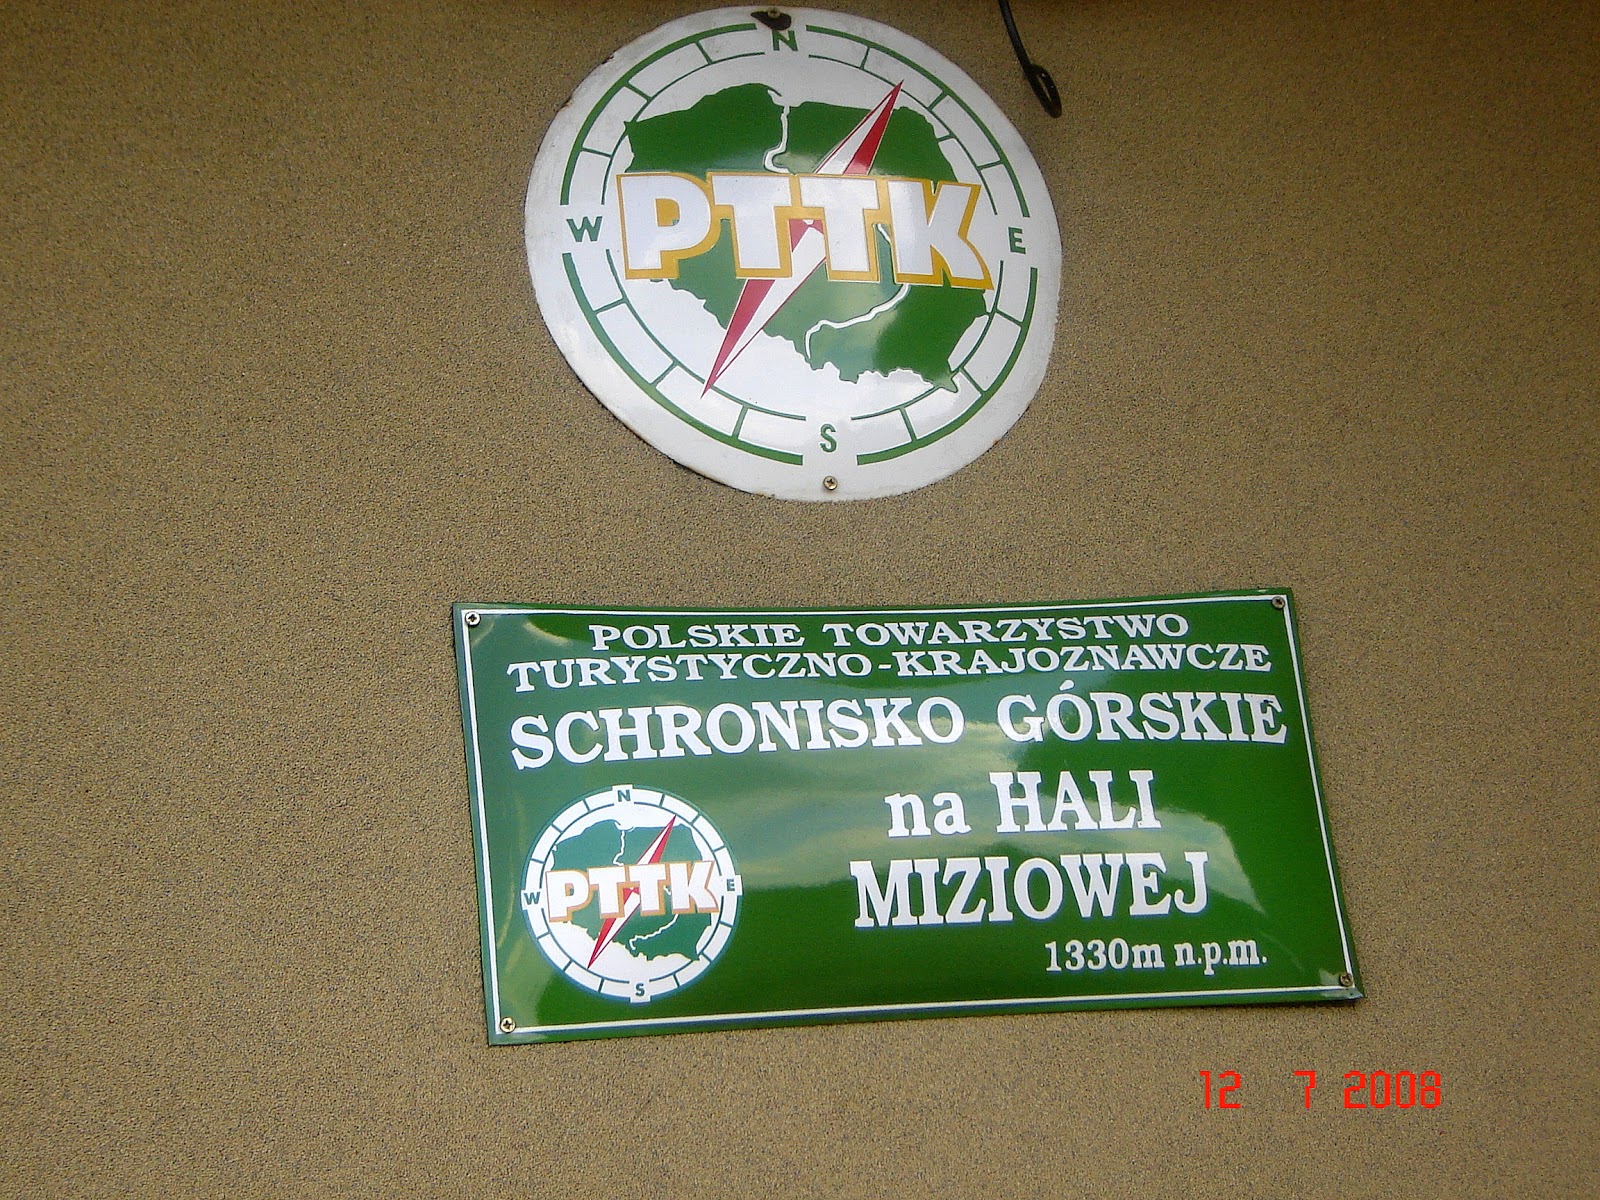 N
W PTTK E
S
POLSKIE TOWARZYSTWO
TURYSTYCZNO-KRAJOZNAWCZE
SCHRONISKO GÓRSKIE
na HALI
MIZIOWEJ
1330m n.p.m.
N
W PTTK E
S
12 7 2008